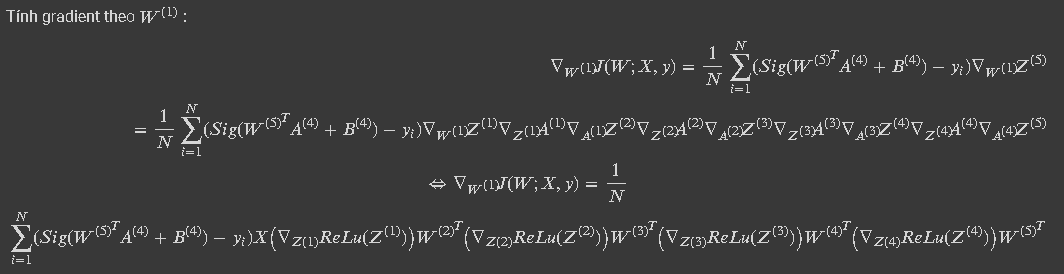 Tính gradient theo W⁽¹⁾ :
∇_{W^{(1)}}J(W; X, y) = \frac{1}{N} \sum_{i=1}^{N} (Sig(W^{(5)^T}A^{(4)} + B^{(4)}) − y_i)∇_{W^{(1)}}Z^{(5)}
= \frac{1}{N} \sum_{i=1}^{N} (Sig(W^{(5)^T}A^{(4)} + B^{(4)}) − y_i)∇_{W^{(1)}}Z^{(1)}∇_{Z^{(1)}}A^{(1)}∇_{A^{(1)}}Z^{(2)}∇_{Z^{(2)}}A^{(2)}∇_{A^{(2)}}Z^{(3)}∇_{Z^{(3)}}A^{(3)}∇_{A^{(3)}}Z^{(4)}∇_{Z^{(4)}}A^{(4)}∇_{A^{(4)}}Z^{(5)}
⇔ ∇_{W^{(1)}}J(W; X, y) = \frac{1}{N}
\sum_{i=1}^{N} (Sig(W^{(5)^T}A^{(4)} + B^{(4)}) − y_i)X(∇_{Z^{(1)}}ReLu(Z^{(1)}))W^{(2)^T}(∇_{Z^{(2)}}ReLu(Z^{(2)}))W^{(3)^T}(∇_{Z^{(3)}}ReLu(Z^{(3)}))W^{(4)^T}(∇_{Z^{(4)}}ReLu(Z^{(4)}))W^{(5)^T}